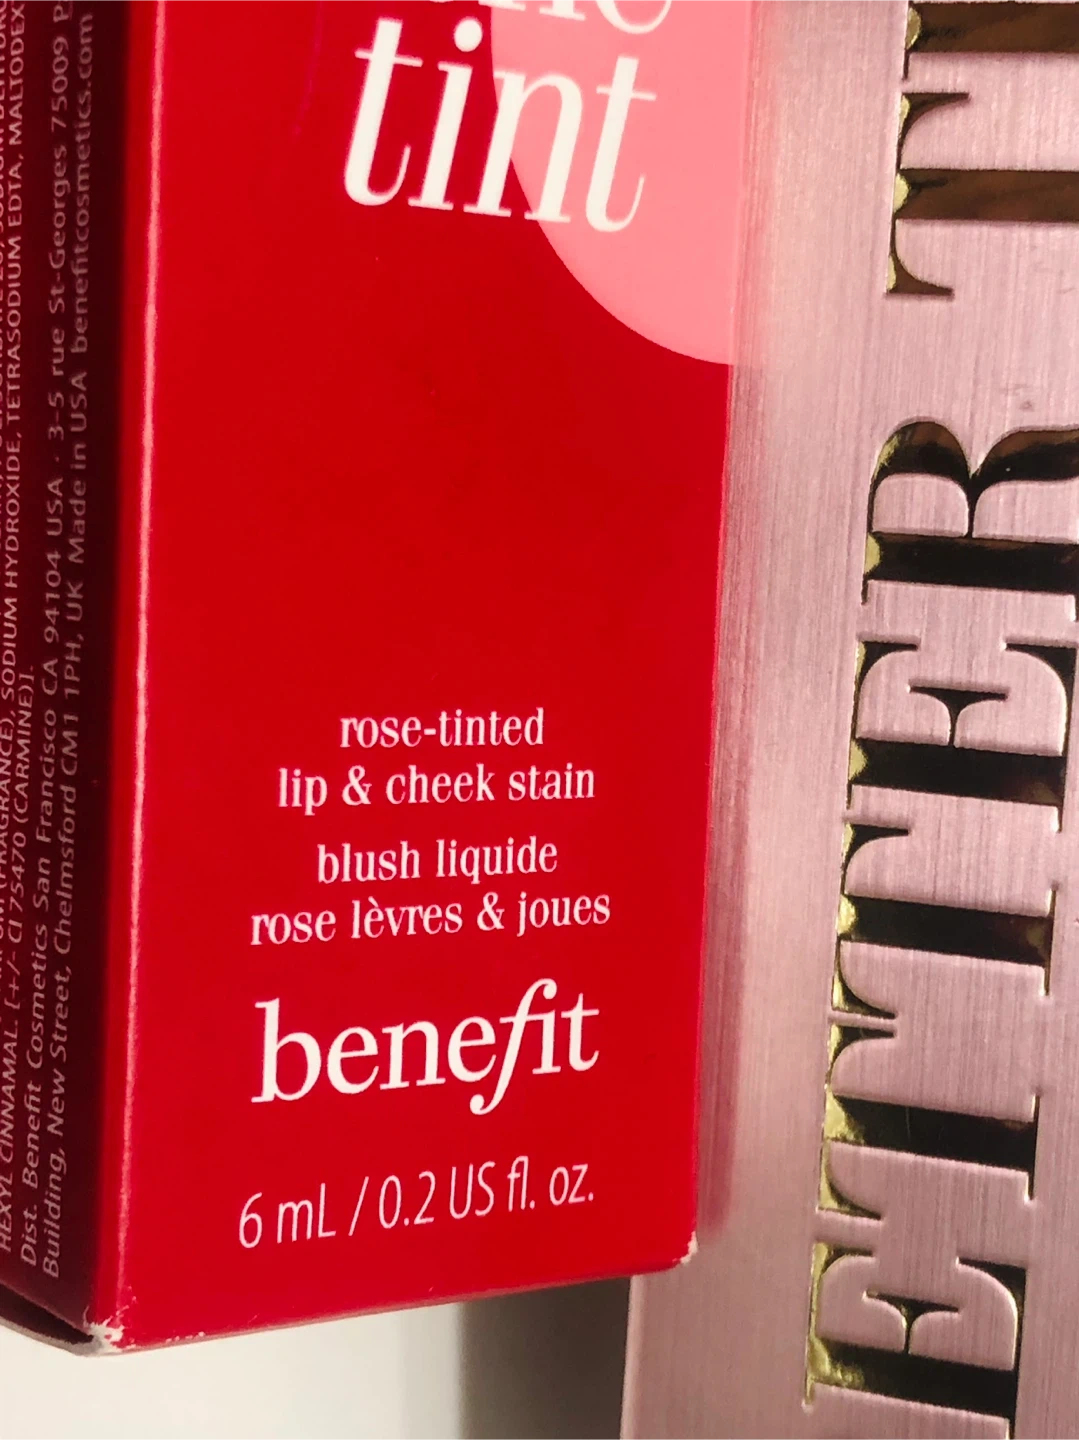 tint
rose-tinted
lip & cheek stain
blush liquide
rose lèvres & joues
benefit
6 mL / 0.2 US fl. oz.
HEXYL CINNAMAL. [+/- CI 75470 (CARMINE)].
SODIUM HYDROXIDE, TETRASODIUM EDTA,
Dist. Benefit Cosmetics San Francisco CA 94104 USA · 3-5 rue St-Georges 75009
Building, New Street, Chelmsford CM1 1PH, UK Made in USA benefitcosmetics.com
ETTER T